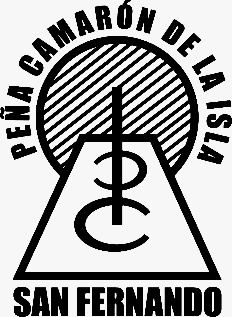 PEÑA CAMARÓN DE LA ISLA
SAN FERNANDO